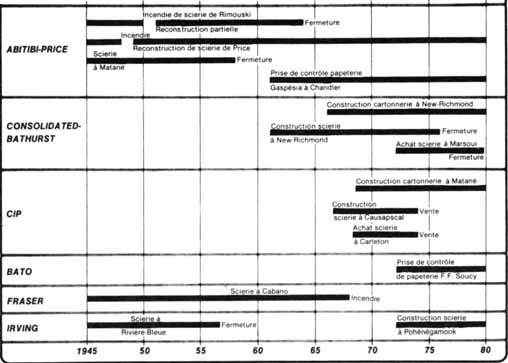 Incendie de scierie de Rimouski
Reconstruction partielle
Fermeture
Incendie
Reconstruction de scierie de Price
ABITIBI-PRICE
Scierie
à Matane
Fermeture
Prise de contrôle papeterie
Gaspésia à Chandler
Construction cartonnerie à New-Richmond
CONSOLIDATED-
BATHURST
Construction scierie
à New-Richmond
Fermeture
Achat scierie à Marsoui
Fermeture
Construction cartonnerie à Matane
CIP
Construction
scierie à Causapscal
Vente
Achat scierie
à Carleton
Vente
BATO
Prise de contrôle
de papeterie F.F. Soucy
FRASER
Scierie a Cabano
Incendie
IRVING
Scierie à
Rivière-Bleue
Fermeture
Construction scierie
à Pohénégamook
1945 50 55 60 65 70 75 80